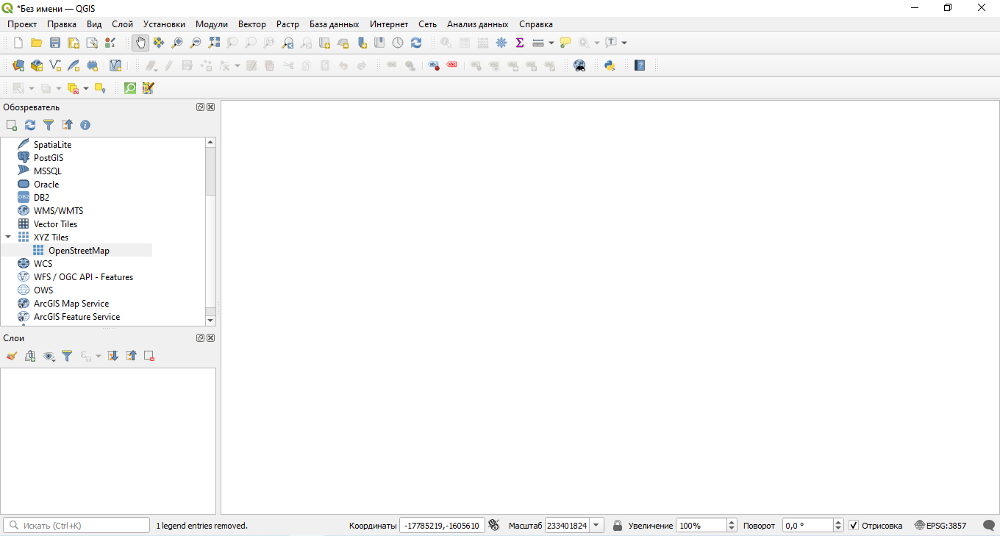 *Без имени — QGIS
Проект Правка Вид Слой Установки Модули Вектор Растр База данных Интернет Сеть Анализ данных Справка
Обозреватель
SpatiaLite
PostGIS
MSSQL
Oracle
DB2 DB2
WMS/WMTS
Vector Tiles
XYZ Tiles
OpenStreetMap
WCS
WFS / OGC API - Features
OWS
ArcGIS Map Service
ArcGIS Feature Service
Слои
Искать (Ctrl+K) 1 legend entries removed. Координаты -17785219,-1605610 Масштаб 233401824 Увеличение 100% Поворот 0,0 ° Отрисовка EPSG:3857